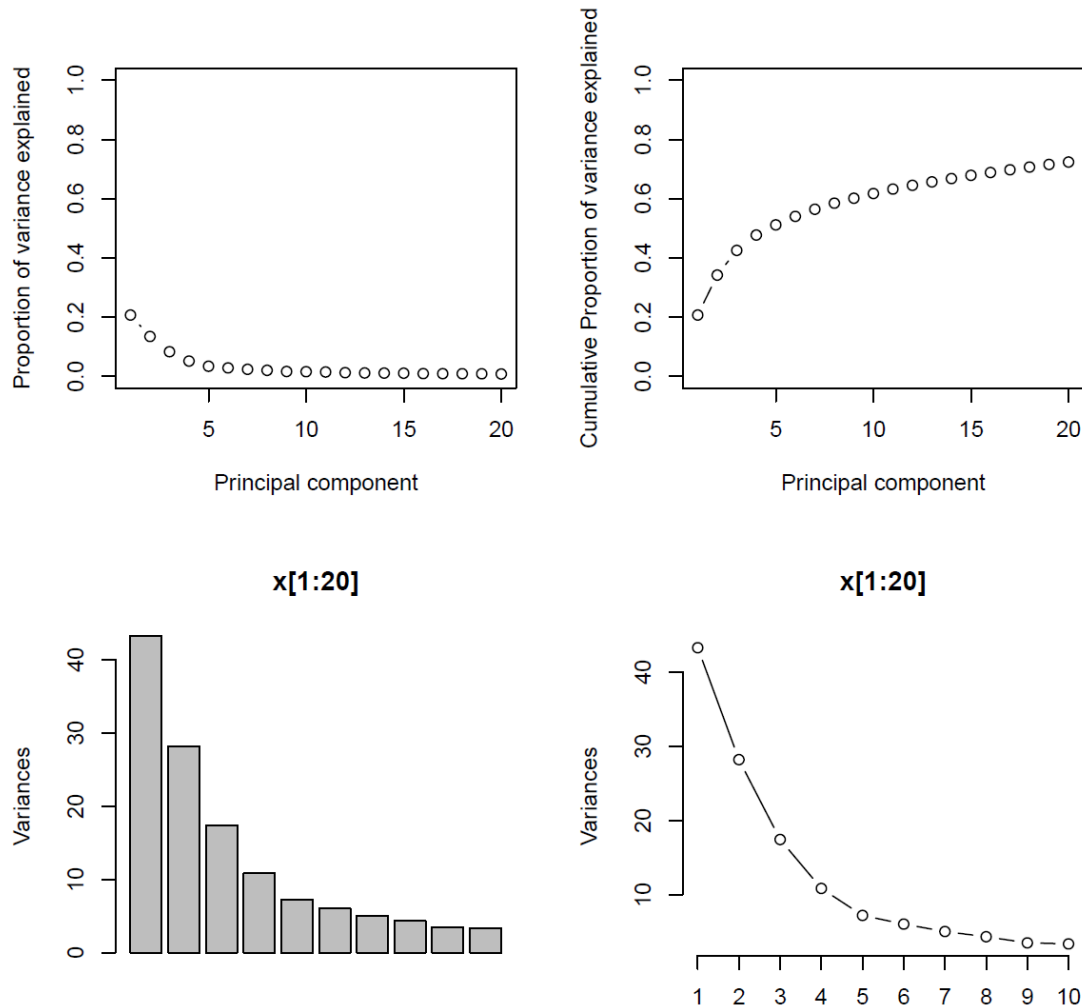 Proportion of variance explained
1.0
0.8
0.6
0.4
0.2
0.0
5 10 15 20
Principal component
Cumulative Proportion of variance explained
1.0
0.8
0.6
0.4
0.2
0.0
5 10 15 20
Principal component
x[1:20]
Variances
40
30
20
10
0
x[1:20]
Variances
40
30
20
10
1 2 3 4 5 6 7 8 9 10